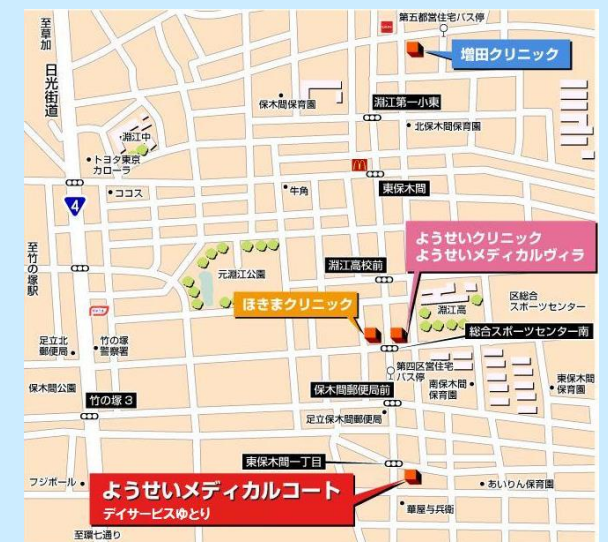 至草加
日光街道
第五都営住宅バス停
増田クリニック
保木間保育園
淵江第一小東
北保木間保育園
淵江中
トヨタ東京
カローラ
ココス
牛角
東保木間
4
ようせいクリニック
ようせいメディカルヴィラ
至竹の塚駅
元淵江公園
淵江高校前
ほきまクリニック
淵江高
区総合
スポーツセンター
総合スポーツセンター南
足立北
郵便局
竹の塚
警察署
第四区営住宅
バス停
保木間公園
竹の塚3
保木間郵便局前
南保木間
保育園
東保木間
保育園
足立保木間郵便局
東保木間一丁目
フジボール
ようせいメディカルコート
デイサービスゆとり
あいりん保育園
華屋与兵衛
至環七通り